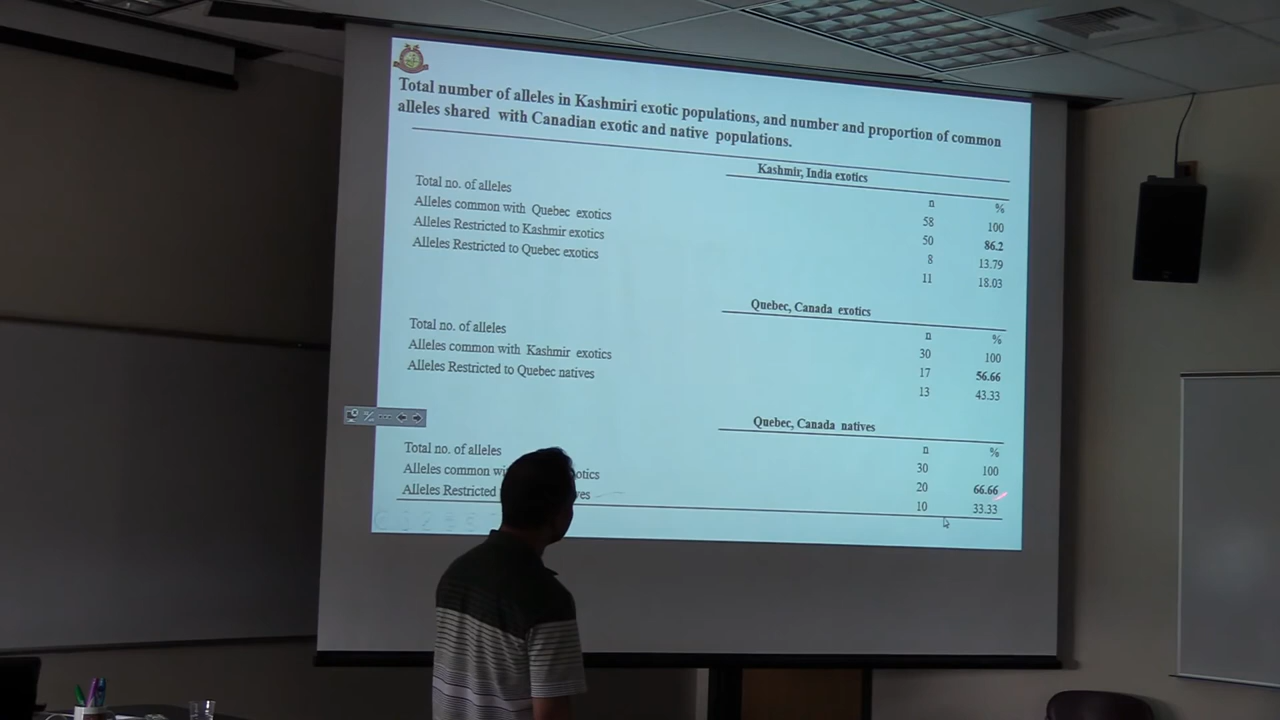 Total number of alleles in Kashmiri exotic populations, and number and proportion of common
alleles shared with Canadian exotic and native populations.
Kashmir, India exotics
n %
Total no. of alleles 58 100
Alleles common with Quebec exotics 50 86.2
Alleles Restricted to Kashmir exotics 8 13.79
Alleles Restricted to Quebec exotics 11 18.03
Quebec, Canada exotics
n %
Total no. of alleles 30 100
Alleles common with Kashmir exotics 17 56.66
Alleles Restricted to Quebec natives 13 43.33
Quebec, Canada natives
n %
Total no. of alleles 30 100
Alleles common 20 66.66
Alleles Restricted 10 33.33